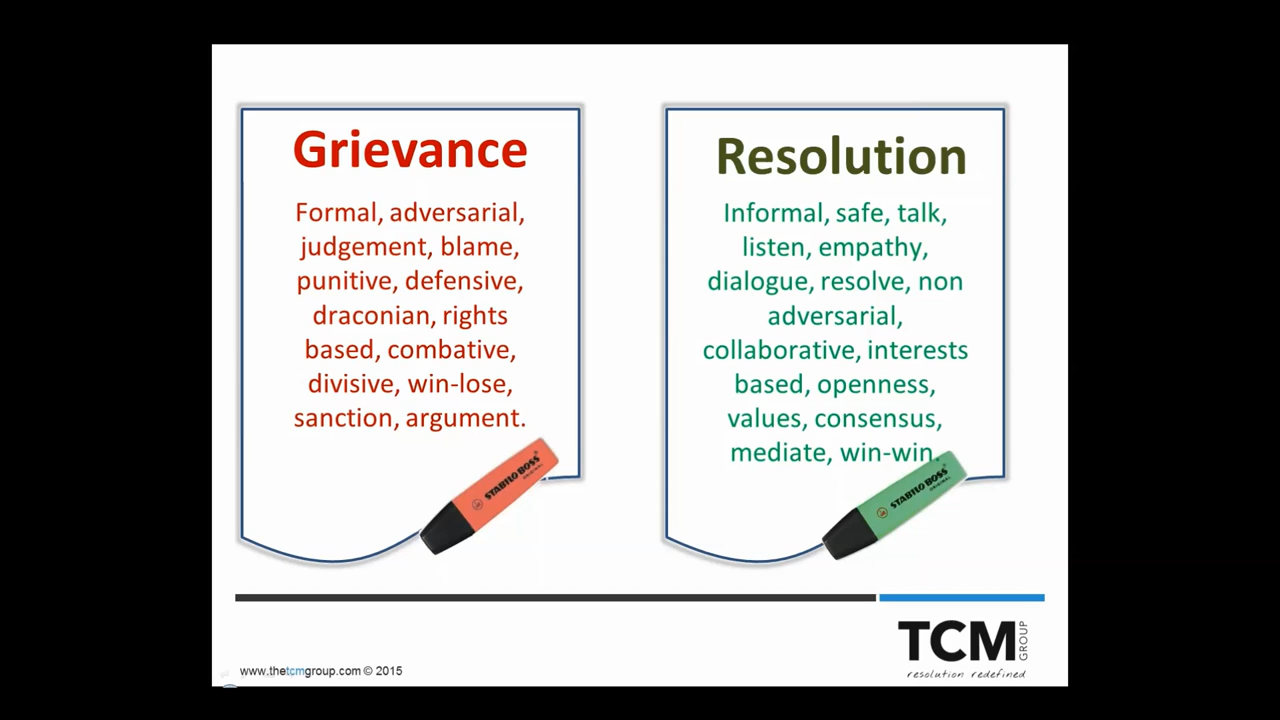 Grievance
Formal, adversarial,
judgement, blame,
punitive, defensive,
draconian, rights
based, combative,
divisive, win-lose,
sanction, argument.
STABILO BOSS
ORIGINAL
Resolution
Informal, safe, talk,
listen, empathy,
dialogue, resolve, non
adversarial,
collaborative, interests
based, openness,
values, consensus,
mediate, win-win.
STABILO BOSS
ORIGINAL
www.thetcmgroup.com © 2015
TCM GROUP
resolution redefined